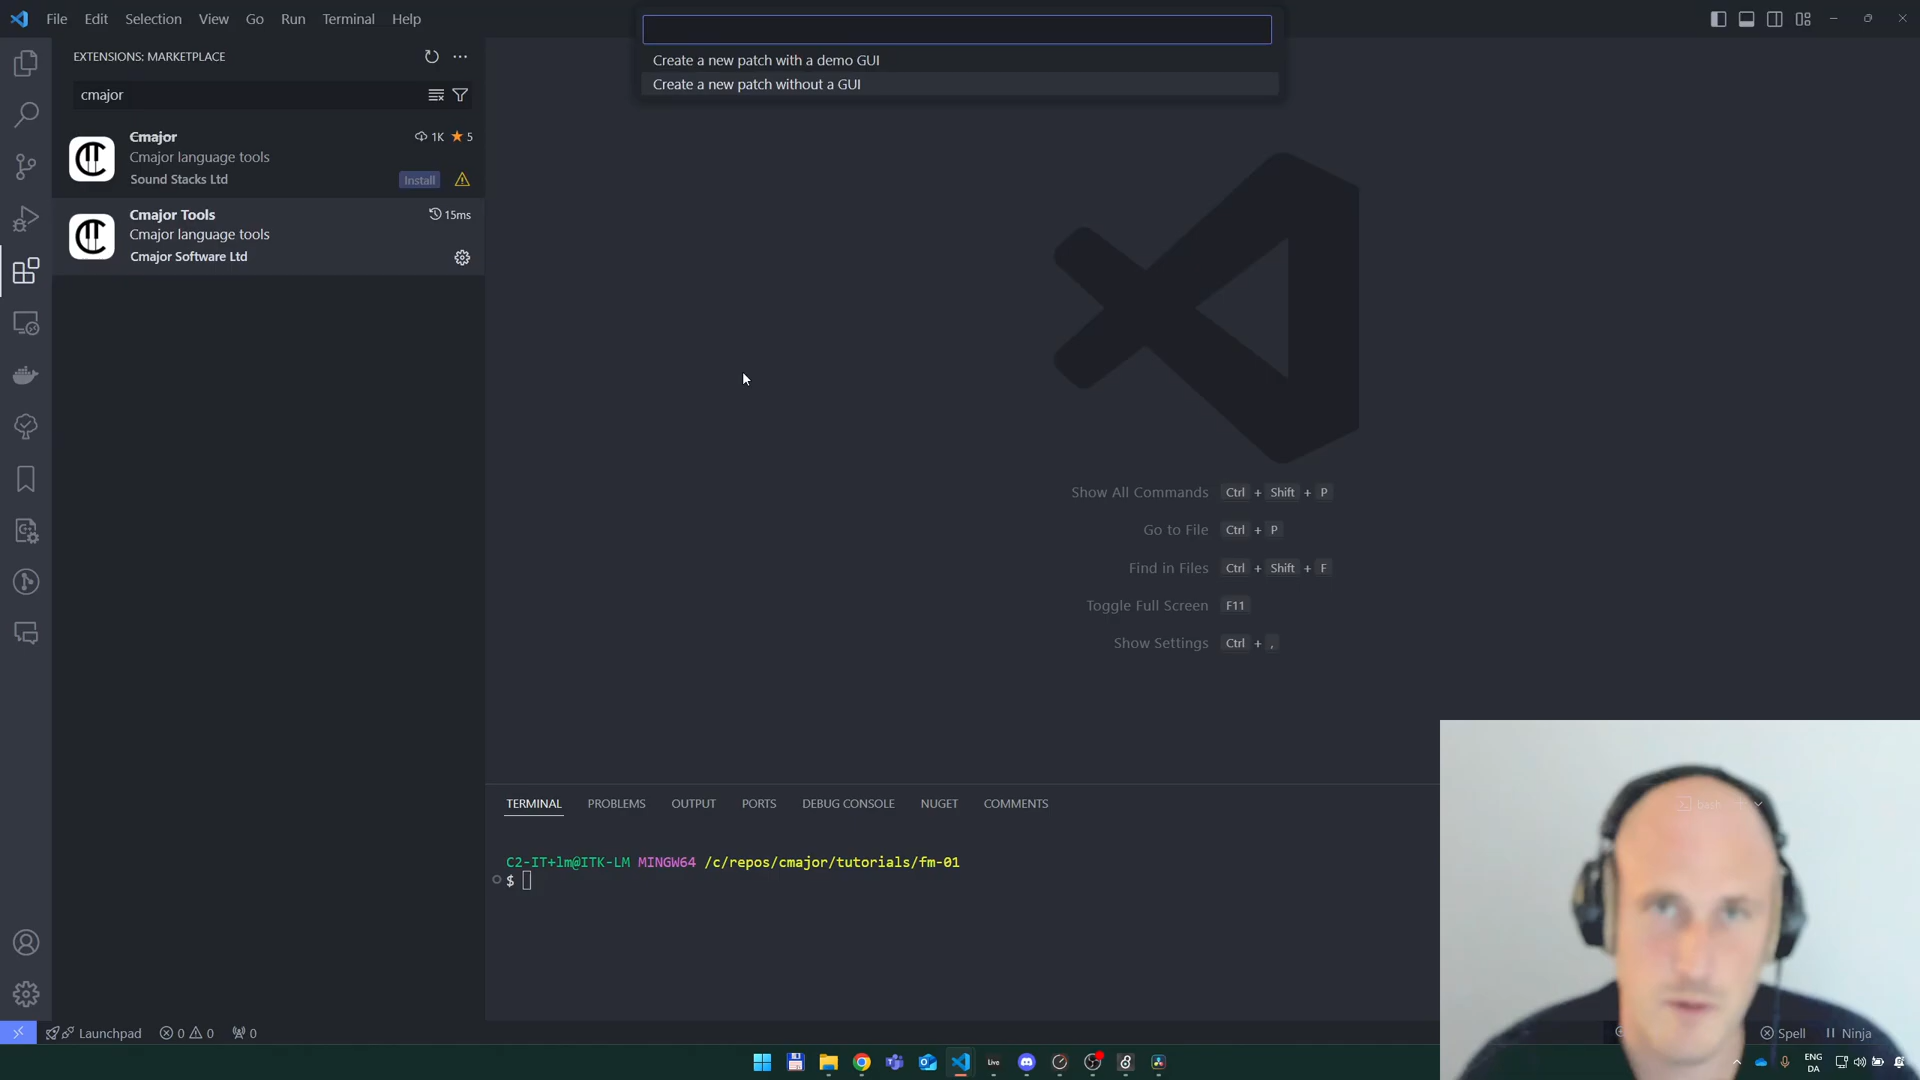 File Edit Selection View Go Run Terminal Help
Create a new patch with a demo GUI
Create a new patch without a GUI
EXTENSIONS: MARKETPLACE
cmajor
Cmajor 1K 5
Cmajor language tools
Sound Stacks Ltd Install
Cmajor Tools 15ms
Cmajor language tools
Cmajor Software Ltd
Show All Commands Ctrl + Shift + P
Go to File Ctrl + P
Find in Files Ctrl + Shift + F
Toggle Full Screen F11
Show Settings Ctrl + ,
TERMINAL PROBLEMS OUTPUT PORTS DEBUG CONSOLE NUGET COMMENTS
bash
C2-IT+lm@ITK-LM MINGW64 /c/repos/cmajor/tutorials/fm-01
$
Launchpad 0 0 0 Spell Ninja
Live
ENG
DA